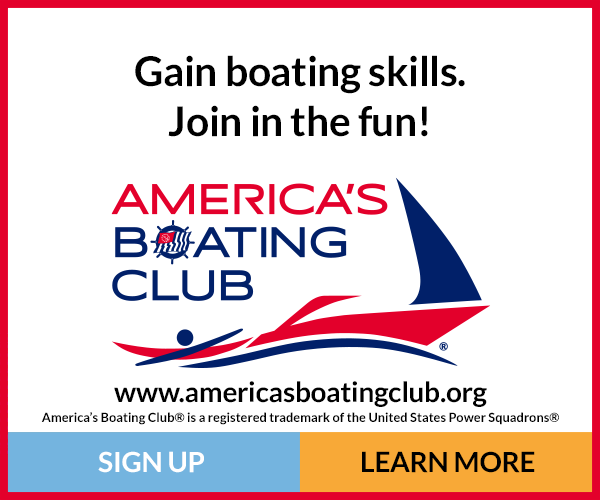 Gain boating skills.
Join in the fun!
AMERICA'S
BOATING
CLUB
®
www.americasboatingclub.org
America's Boating Club® is a registered trademark of the United States Power Squadrons®
SIGN UP
LEARN MORE